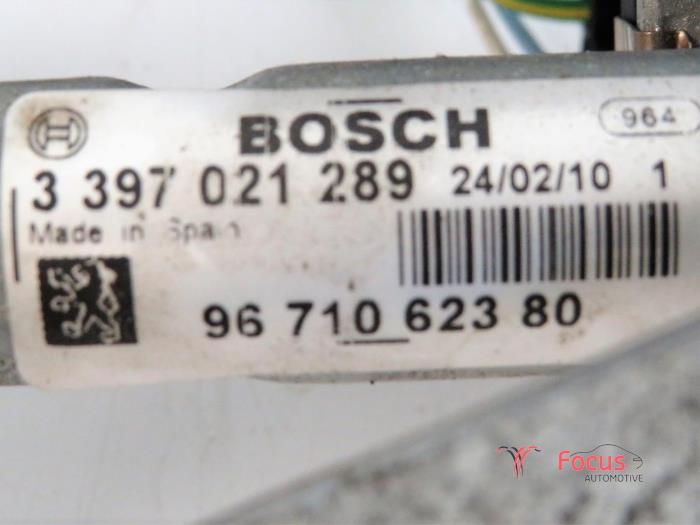 BOSCH 964
3 397 021 289 24/02/10 1
Made in Spain
96 710 623 80
Focus
AUTOMOTIVE